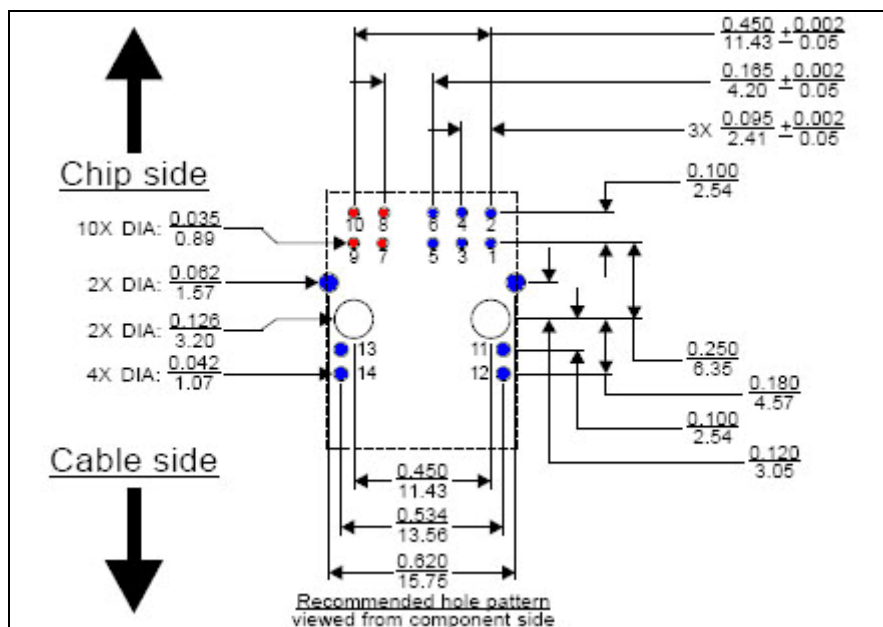 0.450 ±0.002
11.43 ±0.05
0.165 ±0.002
4.20 ±0.05
3X 0.095 ±0.002
2.41 ±0.05
0.100
2.54
Chip side
10X DIA: 0.035
0.89
2X DIA: 0.062
1.57
2X DIA: 0.126
3.20
4X DIA: 0.042
1.07
10 8 6 4 2
9 7 5 3 1
13 11
14 12
0.250
6.35
0.180
4.57
0.100
2.54
0.120
3.05
Cable side
0.450
11.43
0.534
13.56
0.620
15.75
Recommended hole pattern
viewed from component side